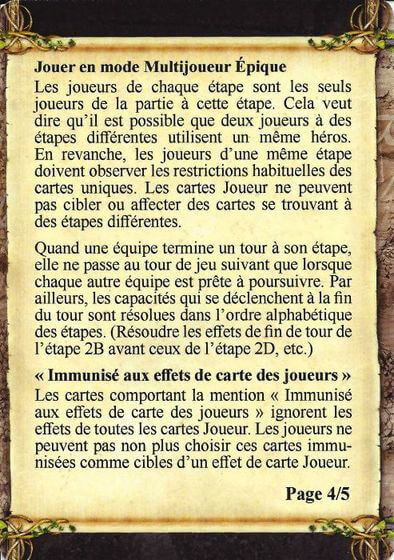 Jouer en mode Multijoueur Épique
Les joueurs de chaque étape sont les seuls
joueurs de la partie à cette étape. Cela veut
dire qu'il est possible que deux joueurs à des
étapes différentes utilisent un même héros.
En revanche, les joueurs d'une même étape
doivent observer les restrictions habituelles des
cartes uniques. Les cartes Joueur ne peuvent
pas cibler ou affecter des cartes se trouvant à
des étapes différentes.
Quand une équipe termine un tour à son étape,
elle ne passe au tour de jeu suivant que lorsque
chaque autre équipe est prête à poursuivre. Par
ailleurs, les capacités qui se déclenchent à la fin
du tour sont résolues dans l'ordre alphabétique
des étapes. (Résoudre les effets de fin de tour de
l'étape 2B avant ceux de l'étape 2D, etc.)
« Immunisé aux effets de carte des joueurs »
Les cartes comportant la mention « Immunisé
aux effets de carte des joueurs » ignorent les
effets de toutes les cartes Joueur. Les joueurs ne
peuvent pas non plus choisir ces cartes immu-
nisées comme cibles d'un effet de carte Joueur.
Page 4/5